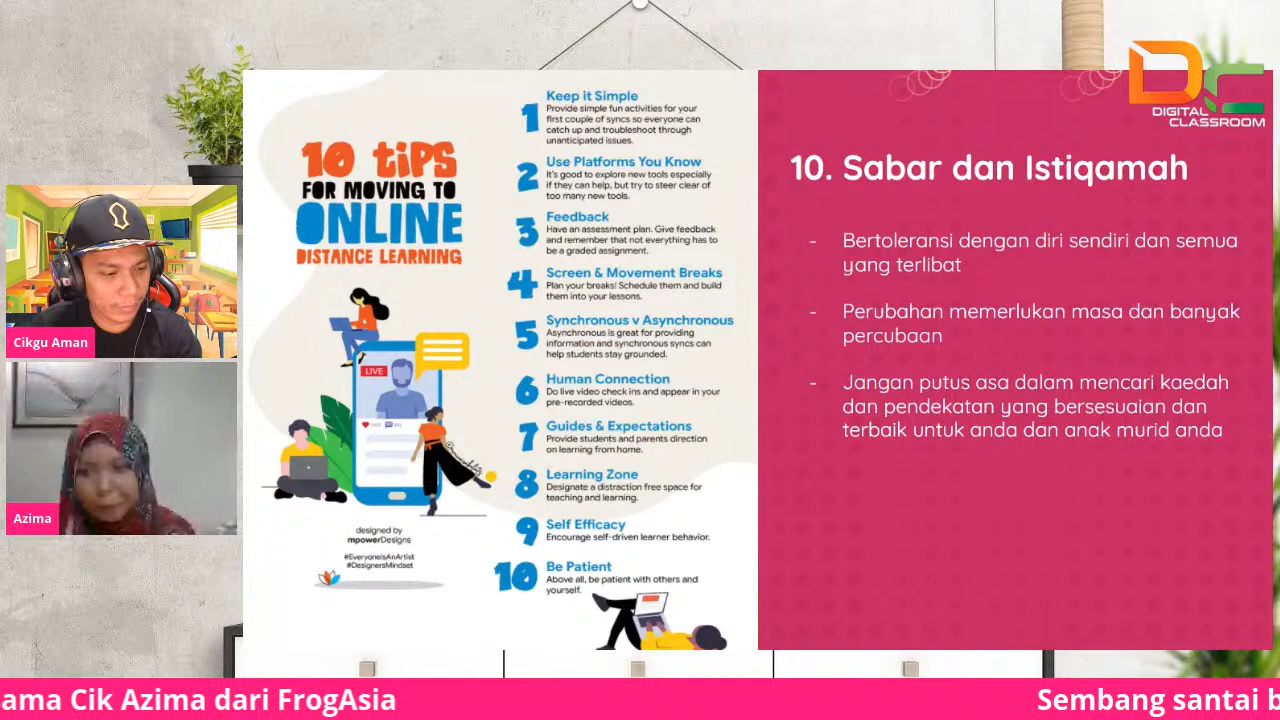 DIGITAL
CLASSROOM
Cikgu Aman
Azima
10 tiPS
FOR MOVING TO
ONLINE
DISTANCE LEARNING
LIVE
designed by
mpowerDesigns
#EveryoneIsAnArtist
#DesignersMindset
1 Keep it Simple
Provide simple fun activities for your
first couple of syncs so everyone can
catch up and troubleshoot through
unanticipated issues.
2 Use Platforms You Know
It's good to explore new tools especially
if they can help, but try to steer clear of
too many new tools.
3 Feedback
Have an assessment plan. Give feedback
and remember that not everything has to
be a graded assignment.
4 Screen & Movement Breaks
Plan your breaks! Schedule them and build
them into your lessons.
5 Synchronous v Asynchronous
Asynchronous is great for providing
information and synchronous syncs can
help students stay grounded.
6 Human Connection
Do live video check ins and appear in your
pre-recorded videos.
7 Guides & Expectations
Provide students and parents direction
on learning from home.
8 Learning Zone
Designate a distraction free space for
teaching and learning.
9 Self Efficacy
Encourage self-driven learner behavior.
10 Be Patient
Above all, be patient with others and
yourself.
10. Sabar dan Istiqamah
- Bertoleransi dengan diri sendiri dan semua
yang terlibat
- Perubahan memerlukan masa dan banyak
percubaan
- Jangan putus asa dalam mencari kaedah
dan pendekatan yang bersesuaian dan
terbaik untuk anda dan anak murid anda
ama Cik Azima dari FrogAsia
Sembang santai b